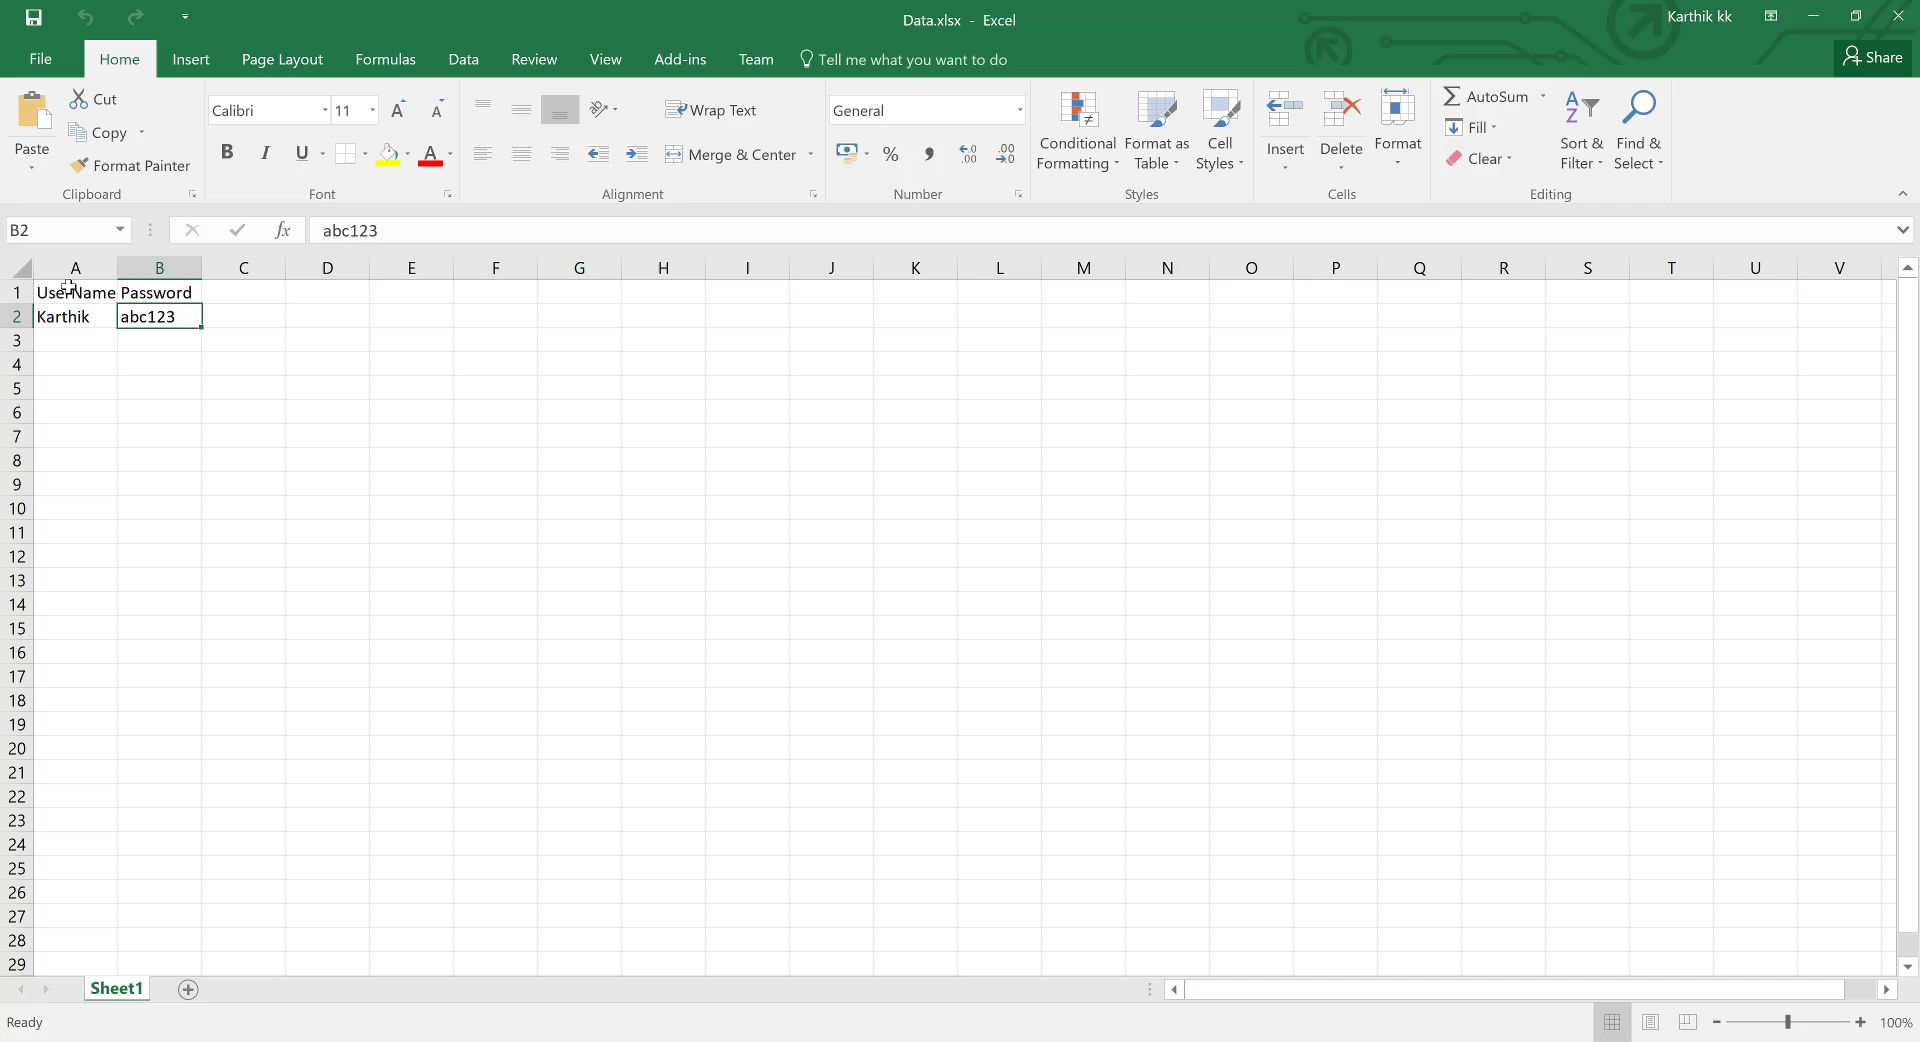 Data.xlsx - Excel
Karthik kk
File Home Insert Page Layout Formulas Data Review View Add-ins Team Tell me what you want to do Share
Paste
Cut
Copy
Format Painter
Clipboard
Calibri 11 A A
B I U A
Font
Wrap Text
Merge & Center
Alignment
General
% , .0 .00 .00 .0
Number
Conditional Formatting
Format as Table
Cell Styles
Styles
Insert Delete Format
Cells
AutoSum
Fill
Clear
Sort & Filter
Find & Select
Editing
B2 fx abc123
A B C D E F G H I J K L M N O P Q R S T U V
1 UserName Password
2 Karthik abc123
3
4
5
6
7
8
9
10
11
12
13
14
15
16
17
18
19
20
21
22
23
24
25
26
27
28
29
Sheet1
Ready 100%